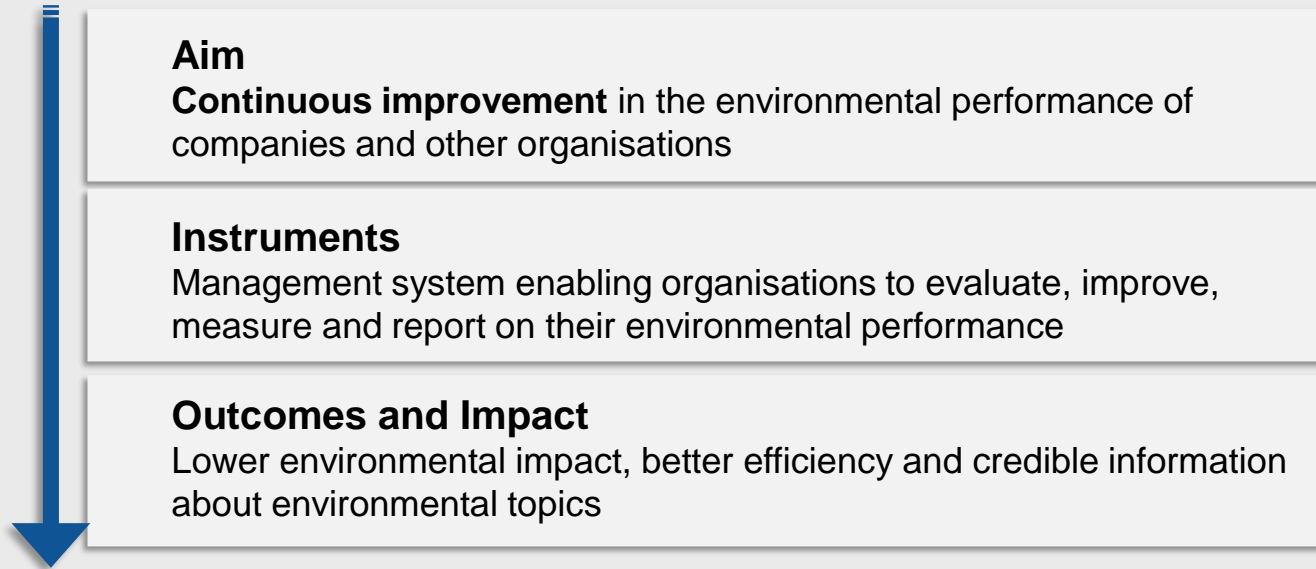 Aim
Continuous improvement in the environmental performance of
companies and other organisations
Instruments
Management system enabling organisations to evaluate, improve,
measure and report on their environmental performance
Outcomes and Impact
Lower environmental impact, better efficiency and credible information
about environmental topics